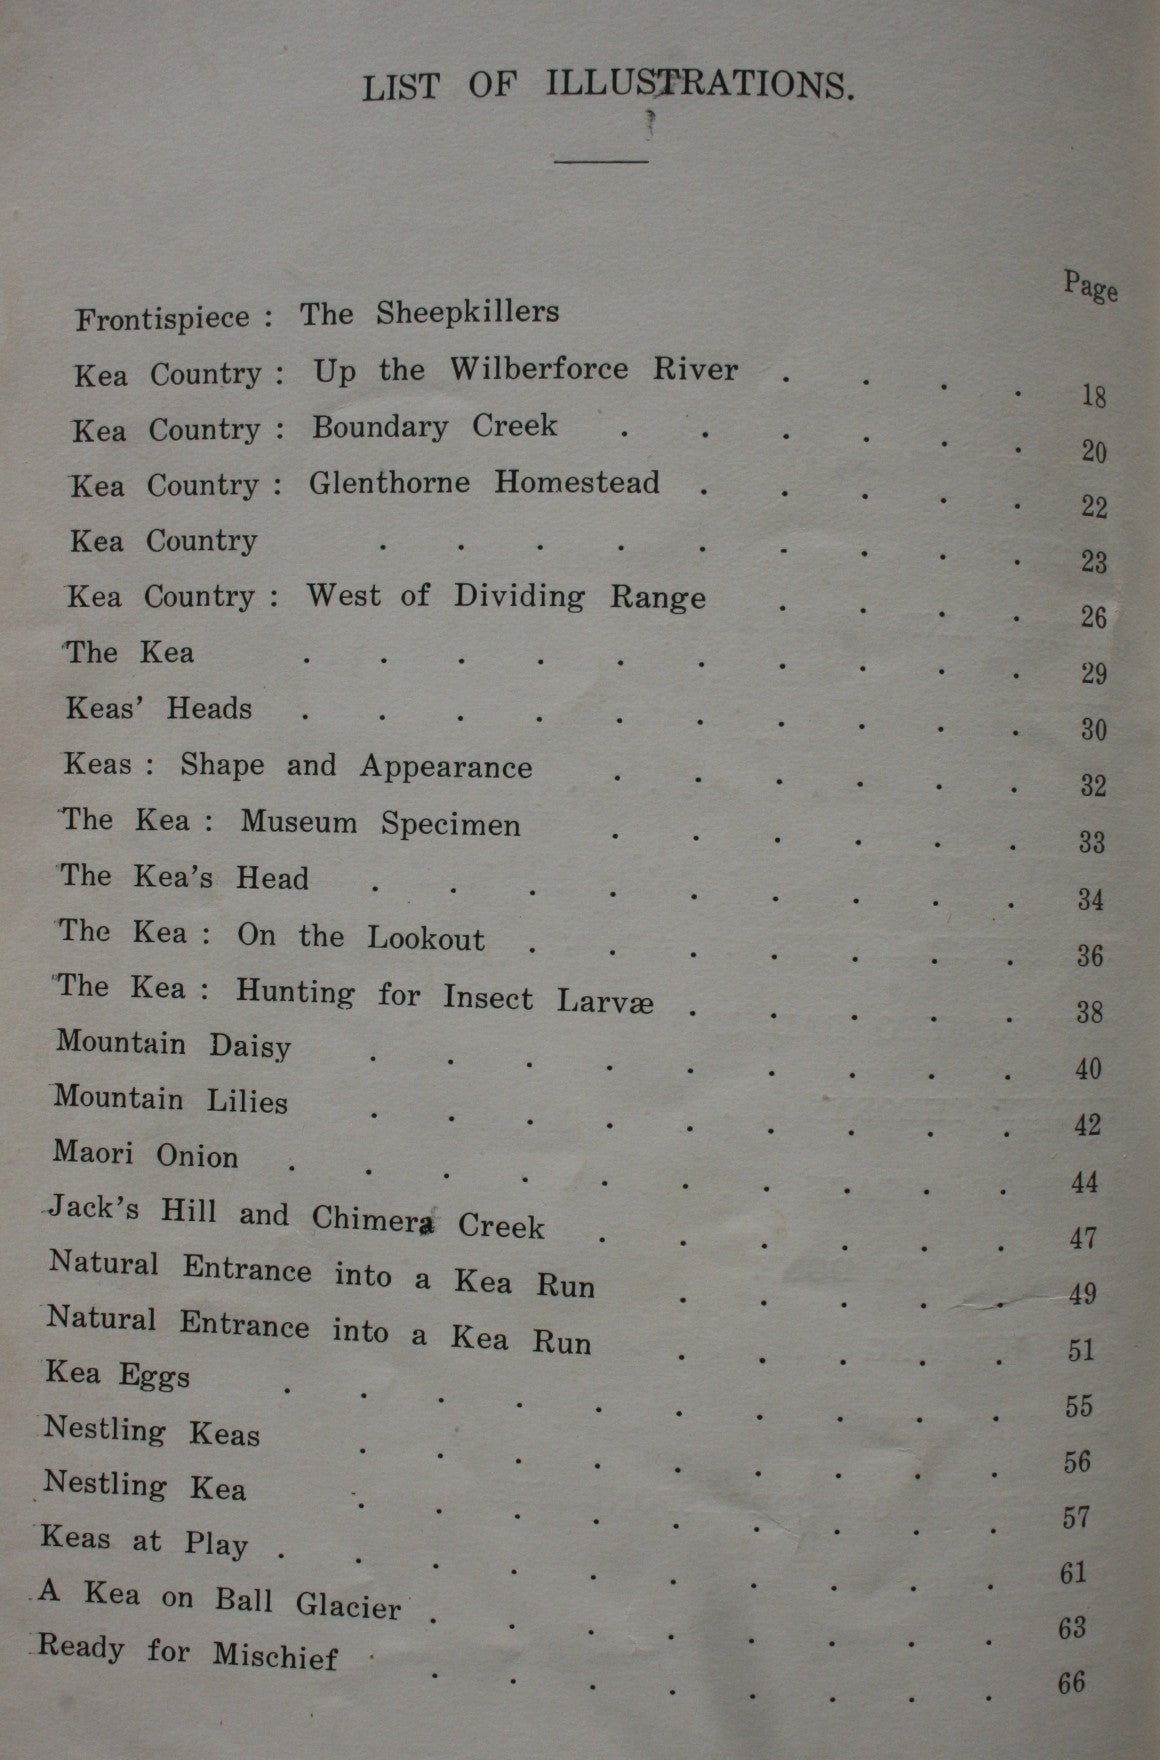 LIST OF ILLUSTRATIONS.
Page
Frontispiece : The Sheepkillers
Kea Country : Up the Wilberforce River . . . . 18
Kea Country : Boundary Creek . . . . . . 20
Kea Country : Glenthorne Homestead . . . . . 22
Kea Country . . . . . . . . . 23
Kea Country : West of Dividing Range . . . . 26
The Kea . . . . . . . . . . 29
Keas' Heads . . . . . . . . . . 30
Keas : Shape and Appearance . . . . . . 32
The Kea : Museum Specimen . . . . . . 33
The Kea's Head . . . . . . . . . 34
The Kea : On the Lookout . . . . . . . 36
The Kea : Hunting for Insect Larvæ . . . . . 38
Mountain Daisy . . . . . . . . . 40
Mountain Lilies . . . . . . . . . 42
Maori Onion . . . . . . . . . . 44
Jack's Hill and Chimera Creek . . . . . . 47
Natural Entrance into a Kea Run . . . . . 49
Natural Entrance into a Kea Run . . . . . 51
Kea Eggs . . . . . . . . . . 55
Nestling Keas . . . . . . . . . 56
Nestling Kea . . . . . . . . . 57
Keas at Play . . . . . . . . . . 61
A Kea on Ball Glacier . . . . . . . . 63
Ready for Mischief . . . . . . . . 66